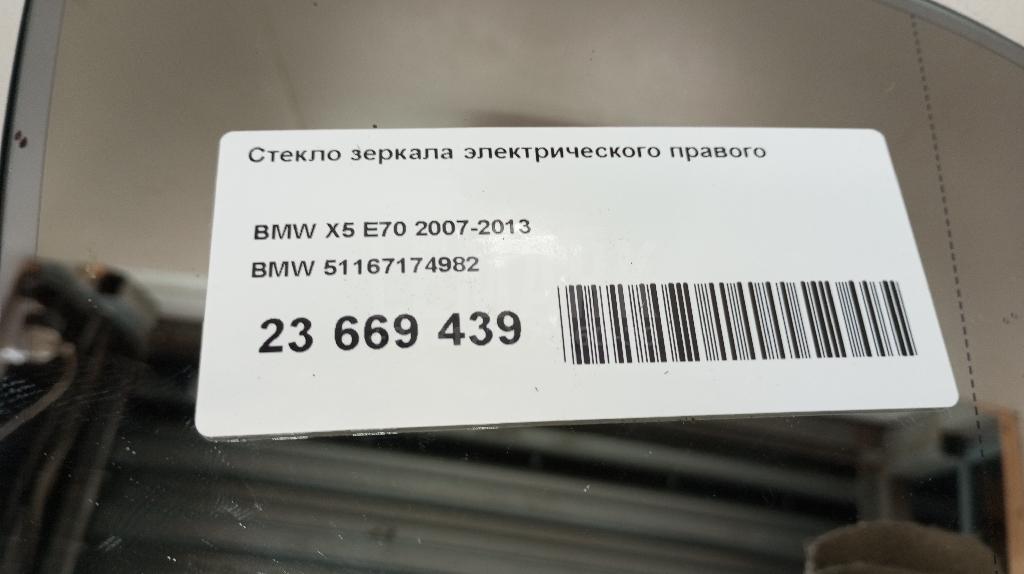 Стекло зеркала электрического правого
BMW X5 E70 2007-2013
BMW 51167174982
23 669 439